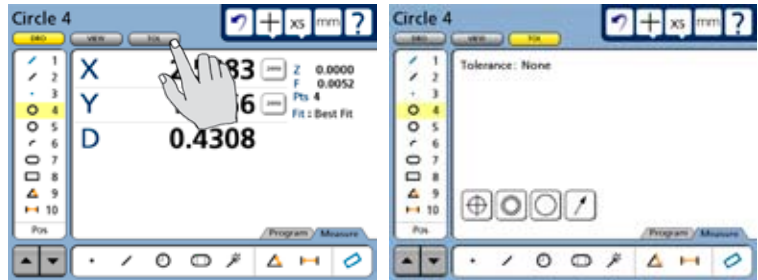 Circle 4
DRO VIEW TOL
xs mm ?
1
2
3
4
5
6
7
8
9
10
Pos
X
Y
D 0.4308
Z 0.0000
F 0.0052
Pts 4
Fit : Best Fit
Program Measure
Circle 4
DRO VIEW TOL
xs mm ?
1
2
3
4
5
6
7
8
9
10
Pos
Tolerance: None
Program Measure